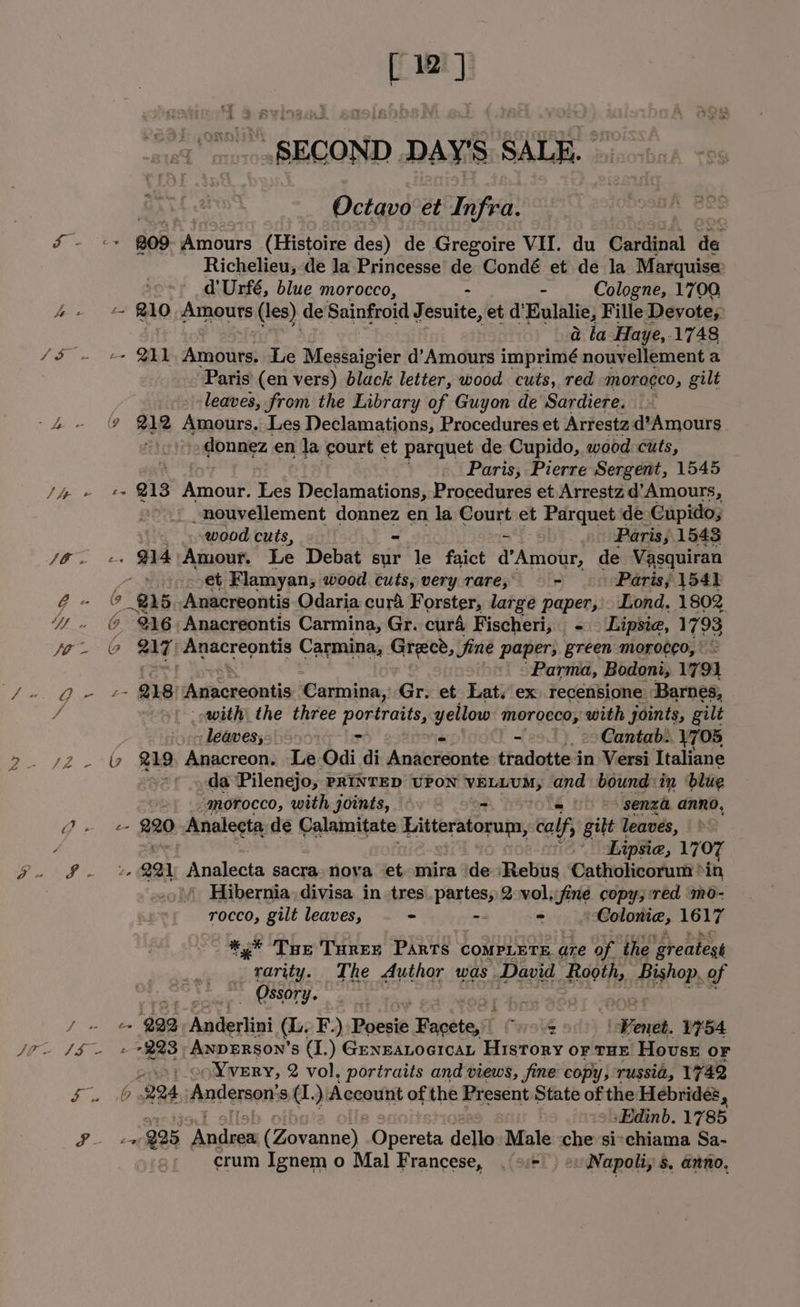 [ 12 ]
SECOND DAY'S SALE.
Octavo et Infra.
209 Amours (Histoire des) de Gregoire VII. du Cardinal de
Richelieu, de la Princesse de Condé et de la Marquise
d'Urfé, blue morocco, - - Cologne, 1700
210 Amours (les) de Sainfroid Jesuite, et d'Eulalie, Fille Devote,
à la Haye, 1748
211 Amours. Le Messaigier d'Amours imprimé nouvellement a
Paris (en vers) black letter, wood cuts, red morocco, gilt
leaves, from the Library of Guyon de Sardiere.
212 Amours. Les Declamations, Procedures et Arrestz d'Amours
donnez en la court et parquet de Cupido, wood cuts,
Paris, Pierre Sergent, 1545
213 Amour. Les Declamations, Procedures et Arrestz d'Amours,
nouvellement donnez en la Court et Parquet de Cupido,
wood cuts, - - Paris, 1543
214 Amour. Le Debat sur le faict d'Amour, de Vasquiran
et Flamyan, wood cuts, very rare, - Paris, 1541
215 Anacreontis Odaria curâ Forster, large paper, Lond. 1802
216 Anacreontis Carmina, Gr. curâ Fischeri, - Lipsiæ, 1793
217 Anacreontis Carmina, Grecè, fine paper, green morocco,
Parma, Bodoni, 1791
218 Anacreontis Carmina, Gr. et Lat. ex recensione Barnes,
with the three portraits, yellow morocco, with joints, gilt
leaves, - - - Cantab. 1705
219 Anacreon. Le Odi di Anacreonte tradotte in Versi Italiane
da Pilenejo, PRINTED UPON VELLUM, and bound in blue
morocco, with joints, - - senza anno,
220 Analecta de Calamitate Litteratorum, calf, gilt leaves,
Lipsiæ, 1707
221 Analecta sacra nova et mira de Rebus Catholicorum in
Hibernia divisa in tres partes, 2 vol. fine copy, red mo-
rocco, gilt leaves, - - - Coloniæ, 1617
*** THE THREE PARTS COMPLETE are of the greatest
rarity. The Author was David Rooth, Bishop of
Ossory.
222 Anderlini (L. F.) Poesie Facete, - Venet. 1754
223 ANDERSON'S (I.) GENEALOGICAL HISTORY OF THE HOUSE OF
YVERY, 2 vol. portraits and views, fine copy, russia, 1742
224 Anderson's (I.) Account of the Present State of the Hebrides,
Edinb. 1785
225 Andrea (Zovanne) Opereta dello Male che si chiama Sa-
crum Ignem o Mal Francese, - Napoli, s. anno.